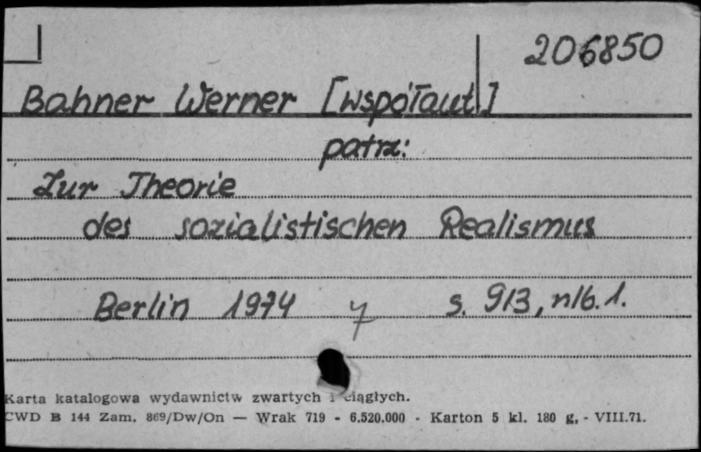 206850
Bahner Werner [współaut.]
patrz:
Zur Theorie
des sozialistischen Realismus
Berlin 1974 y s. 913, nlb. 1.
Karta katalogowa wydawnictw zwartych i ciągłych.
CWD B 144 Zam. 869/Dw/On — Wrak 719 - 6.520.000 - Karton 5 kl. 180 g. - VIII.71.